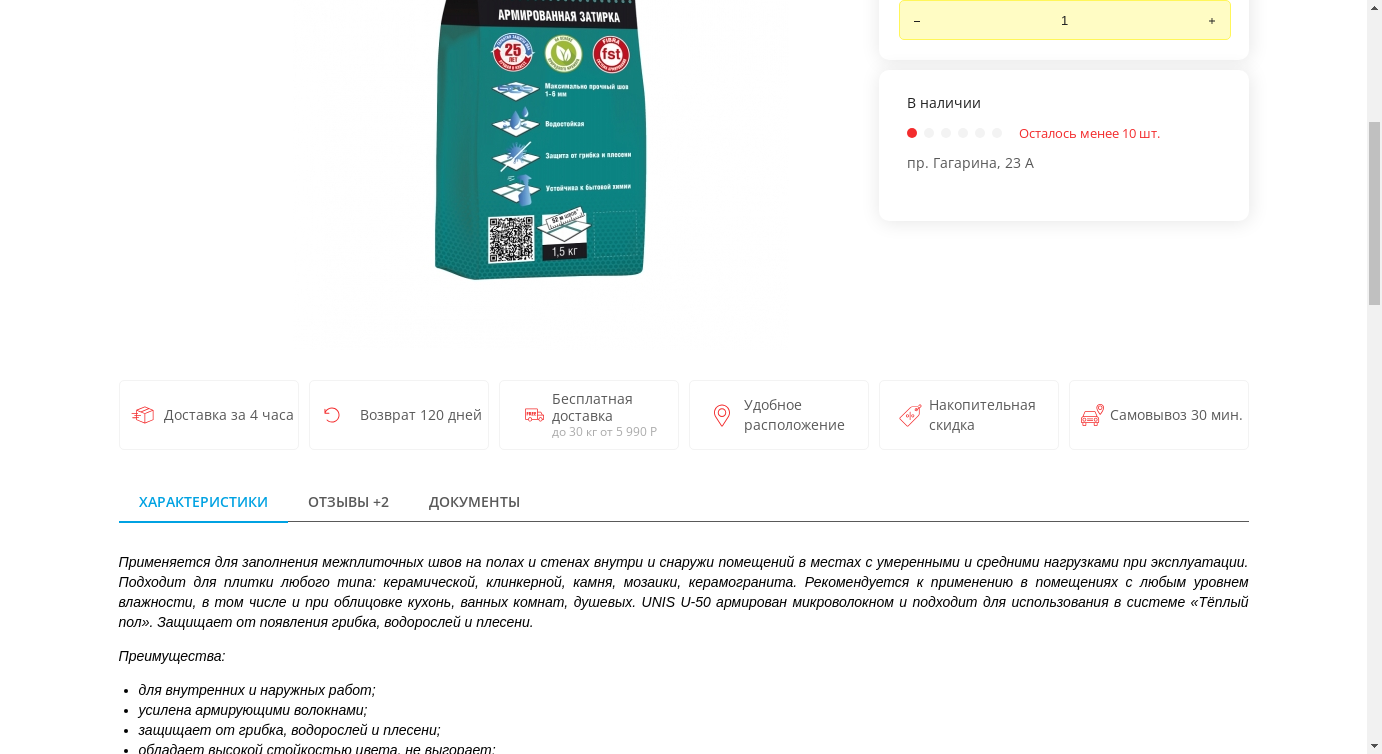 АРМИРОВАННАЯ ЗАТИРКА
25
ЛЕТ
FIBRA
fst
Максимально прочный шов
1-6 мм
Водостойкая
Защита от грибка и плесени
Устойчива к бытовой химии
1,5 кг
–
1
+
В наличии
Осталось менее 10 шт.
пр. Гагарина, 23 А
Доставка за 4 часа
Возврат 120 дней
FREE
Бесплатная
доставка
до 30 кг от 5 990 Р
Удобное
расположение
Накопительная
скидка
Самовывоз 30 мин.
ХАРАКТЕРИСТИКИ
ОТЗЫВЫ +2
ДОКУМЕНТЫ
Применяется для заполнения межплиточных швов на полах и стенах внутри и снаружи помещений в местах с умеренными и средними нагрузками при эксплуатации.
Подходит для плитки любого типа: керамической, клинкерной, камня, мозаики, керамогранита. Рекомендуется к применению в помещениях с любым уровнем
влажности, в том числе и при облицовке кухонь, ванных комнат, душевых. UNIS U-50 армирован микроволокном и подходит для использования в системе «Тёплый
пол». Защищает от появления грибка, водорослей и плесени.
Преимущества:
• для внутренних и наружных работ;
• усилена армирующими волокнами;
• защищает от грибка, водорослей и плесени;
• обладает высокой стойкостью цвета, не выгорает;